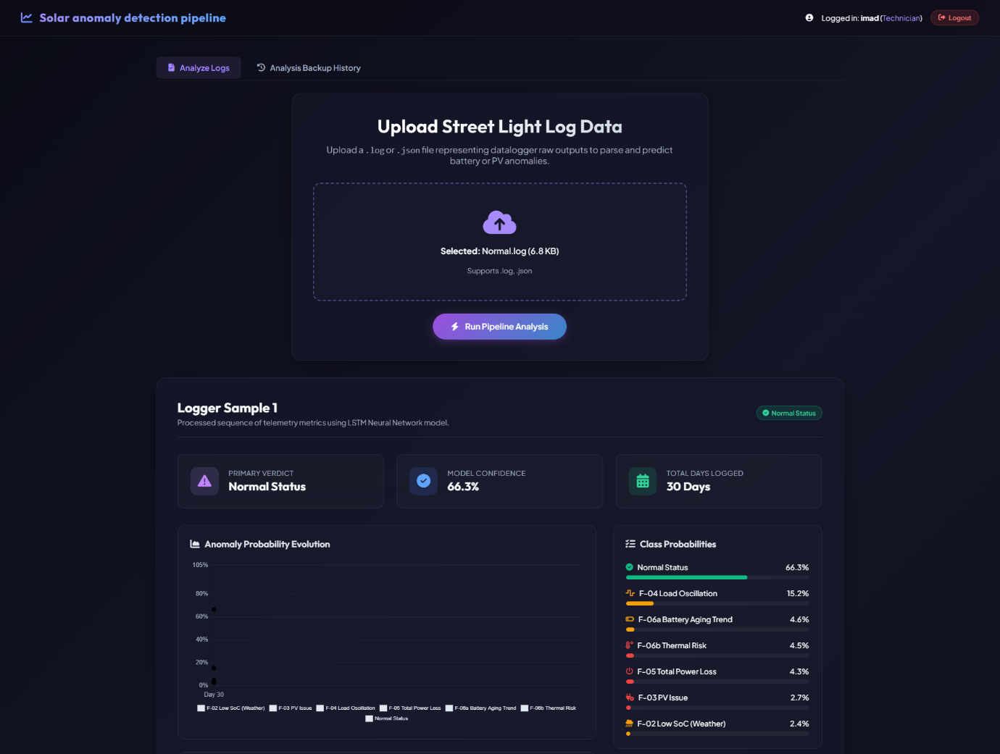 Solar anomaly detection pipeline
Logged in: imad (Technician)
Logout
Analyze Logs
Analysis Backup History
Upload Street Light Log Data
Upload a .log or .json file representing datalogger raw outputs to parse and predict
battery or PV anomalies.
Selected: Normal.log (6.8 KB)
Supports .log, .json
Run Pipeline Analysis
Logger Sample 1
Processed sequence of telemetry metrics using LSTM Neural Network model.
Normal Status
PRIMARY VERDICT
Normal Status
MODEL CONFIDENCE
66.3%
TOTAL DAYS LOGGED
30 Days
Anomaly Probability Evolution
105%
80%
60%
40%
20%
0%
Day 30
F-02 Low SoC (Weather) F-03 PV Issue F-04 Load Oscillation F-05 Total Power Loss F-06a Battery Aging Trend F-06b Thermal Risk
Normal Status
Class Probabilities
Normal Status 66.3%
F-04 Load Oscillation 15.2%
F-06a Battery Aging Trend 4.6%
F-06b Thermal Risk 4.5%
F-05 Total Power Loss 4.3%
F-03 PV Issue 2.7%
F-02 Low SoC (Weather) 2.4%